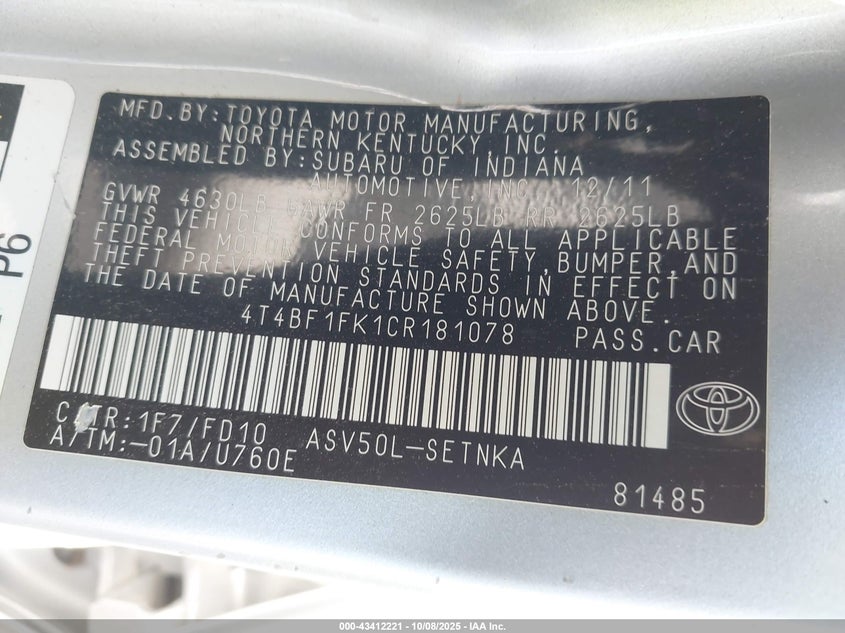 MFD.BY:TOYOTA MOTOR MANUFACTURING,
NORTHERN KENTUCKY,INC.
ASSEMBLED BY:SUBARU OF INDIANA
AUTOMOTIVE,INC. 12/11
GVWR 4630LB GAWR FR 2625LB RR 2625LB
THIS VEHICLE CONFORMS TO ALL APPLICABLE
FEDERAL MOTOR VEHICLE SAFETY,BUMPER,AND
THEFT PREVENTION STANDARDS IN EFFECT ON
THE DATE OF MANUFACTURE SHOWN ABOVE.
4T4BF1FK1CR181078 PASS.CAR
1F7/FD10 ASV50L-SETNKA
A/TM:-01A/U760E
81485
P6
000-43412221 - 10/08/2025 - IAA Inc.